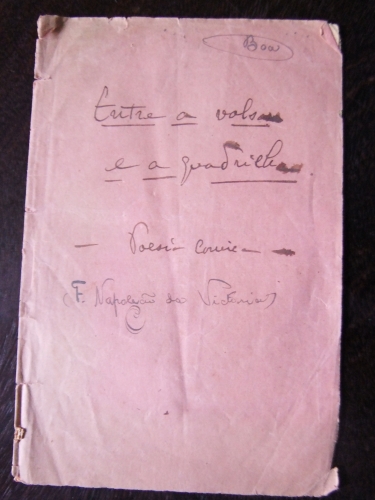 Boa
Entre a valsa
e a quadrilha
- Poesia comica -
(F. Napoleão da Victoria)